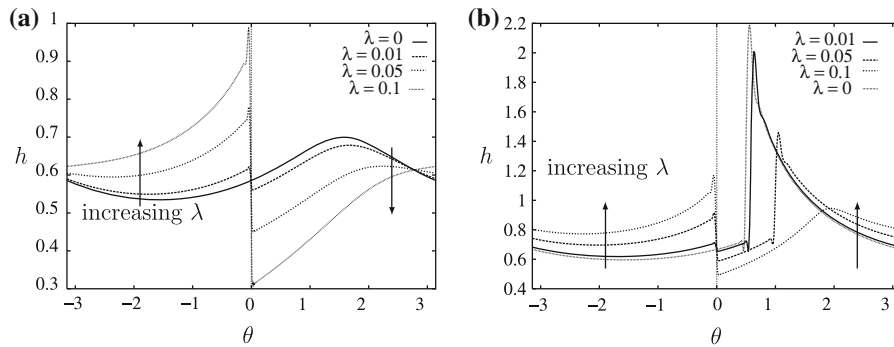 (a)
1
0.9
0.8
0.7
0.6
0.5
0.4
0.3
h
λ = 0
λ = 0.01
λ = 0.05
λ = 0.1
increasing λ
−3
−2
−1
0
1
2
3
θ
(b)
2.2
2
1.8
1.6
1.4
1.2
1
0.8
0.6
0.4
h
λ = 0.01
λ = 0.05
λ = 0.1
λ = 0
increasing λ
−3
−2
−1
0
1
2
3
θ